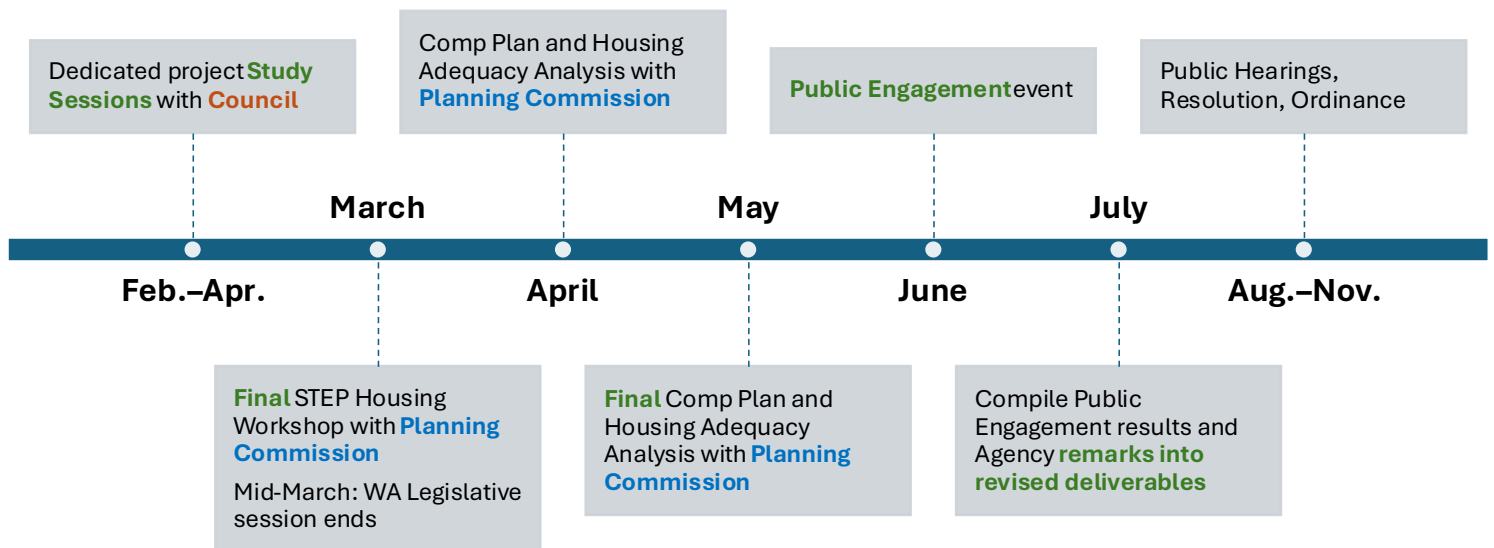 Dedicated project Study
Sessions with Council
Comp Plan and Housing
Adequacy Analysis with
Planning Commission
Public Engagement event
Public Hearings,
Resolution, Ordinance
March
May
July
Feb.–Apr.
April
June
Aug.–Nov.
Final STEP Housing
Workshop with Planning
Commission
Mid-March: WA Legislative
session ends
Final Comp Plan and
Housing Adequacy
Analysis with Planning
Commission
Compile Public
Engagement results and
Agency remarks into
revised deliverables